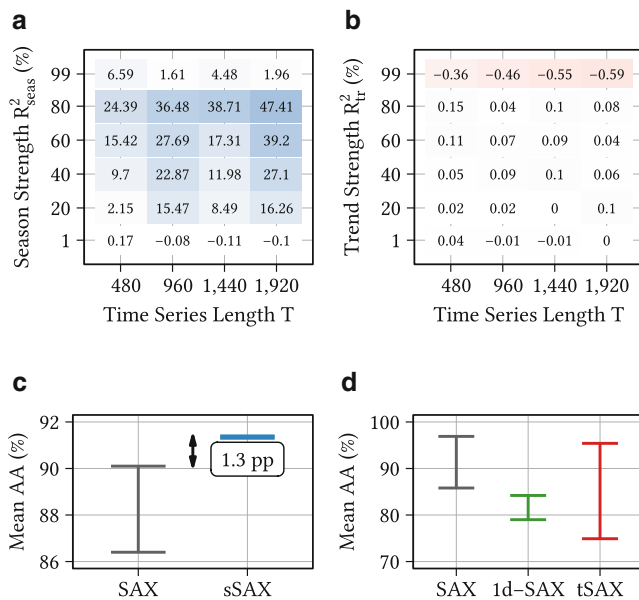 a
Season Strength R²seas (%)
99 6.59 1.61 4.48 1.96
80 24.39 36.48 38.71 47.41
60 15.42 27.69 17.31 39.2
40 9.7 22.87 11.98 27.1
20 2.15 15.47 8.49 16.26
1 0.17 −0.08 −0.11 −0.1
480 960 1,440 1,920
Time Series Length T
b
Trend Strength R²tr (%)
99 −0.36 −0.46 −0.55 −0.59
80 0.15 0.04 0.1 0.08
60 0.11 0.07 0.09 0.04
40 0.05 0.09 0.1 0.06
20 0.02 0.02 0 0.1
1 0.04 −0.01 −0.01 0
480 960 1,440 1,920
Time Series Length T
c
Mean AA (%)
92
90
88
86
1.3 pp
SAX sSAX
d
Mean AA (%)
100
90
80
70
SAX 1d–SAX tSAX